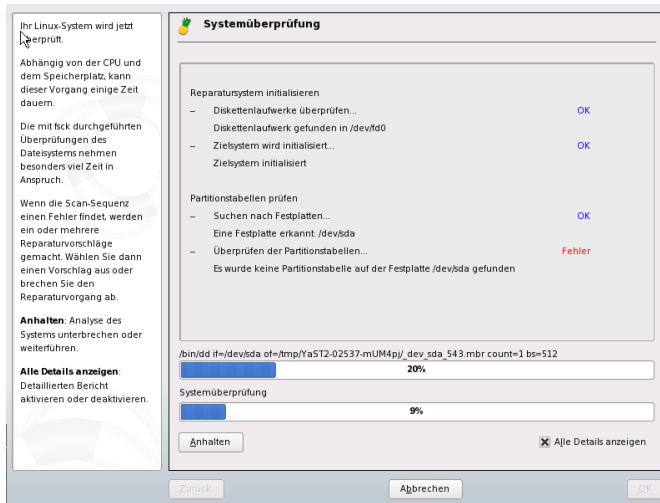 Ihr Linux-System wird jetzt
überprüft.
Abhängig von der CPU und
dem Speicherplatz, kann
dieser Vorgang einige Zeit
dauern.
Die mit fsck durchgeführten
Überprüfungen des
Dateisystems nehmen
besonders viel Zeit in
Anspruch.
Wenn die Scan-Sequenz
einen Fehler findet, werden
ein oder mehrere
Reparaturvorschläge
gemacht. Wählen Sie dann
einen Vorschlag aus oder
brechen Sie den
Reparaturvorgang ab.
Anhalten: Analyse des
Systems unterbrechen oder
weiterführen.
Alle Details anzeigen:
Detaillierten Bericht
aktivieren oder deaktivieren.
Systemüberprüfung
Reparatursystem initialisieren
– Diskettenlaufwerke überprüfen... OK
Diskettenlaufwerk gefunden in /dev/fd0
– Zielsystem wird initialisiert... OK
Zielsystem initialisiert
Partitionstabellen prüfen
– Suchen nach Festplatten... OK
Eine Festplatte erkannt: /dev/sda
– Überprüfen der Partitionstabellen... Fehler
Es wurde keine Partitionstabelle auf der Festplatte /dev/sda gefunden
/bin/dd if=/dev/sda of=/tmp/YaST2-02537-mUM4pj/_dev_sda_543.mbr count=1 bs=512
20%
Systemüberprüfung
9%
Anhalten Alle Details anzeigen
Zurück Abbrechen OK